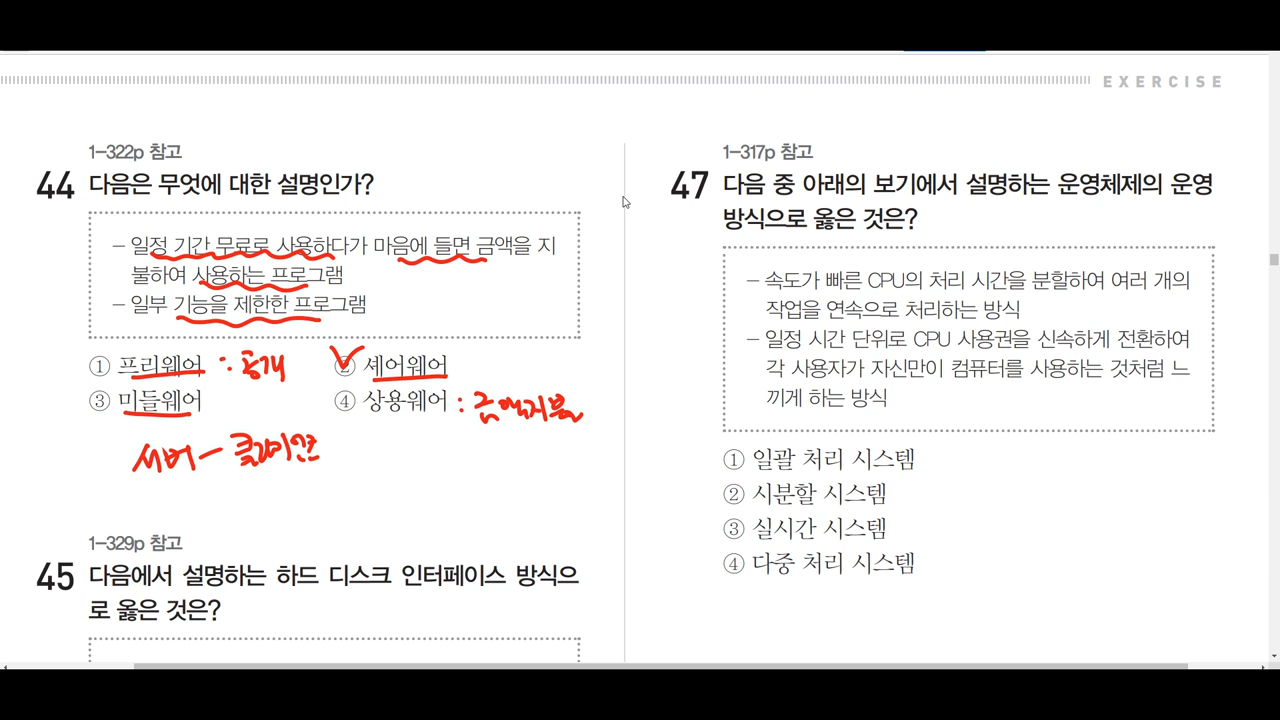 EXERCISE
1-322p 참고
44 다음은 무엇에 대한 설명인가?
– 일정 기간 무료로 사용하다가 마음에 들면 금액을 지
불하여 사용하는 프로그램
– 일부 기능을 제한한 프로그램
① 프리웨어 : 공개 ② 셰어웨어
③ 미들웨어 ④ 상용웨어 : 금액지불
서버 – 클라이언트
1-329p 참고
45 다음에서 설명하는 하드 디스크 인터페이스 방식으
로 옳은 것은?
1-317p 참고
47 다음 중 아래의 보기에서 설명하는 운영체제의 운영
방식으로 옳은 것은?
– 속도가 빠른 CPU의 처리 시간을 분할하여 여러 개의
작업을 연속으로 처리하는 방식
– 일정 시간 단위로 CPU 사용권을 신속하게 전환하여
각 사용자가 자신만이 컴퓨터를 사용하는 것처럼 느
끼게 하는 방식
① 일괄 처리 시스템
② 시분할 시스템
③ 실시간 시스템
④ 다중 처리 시스템